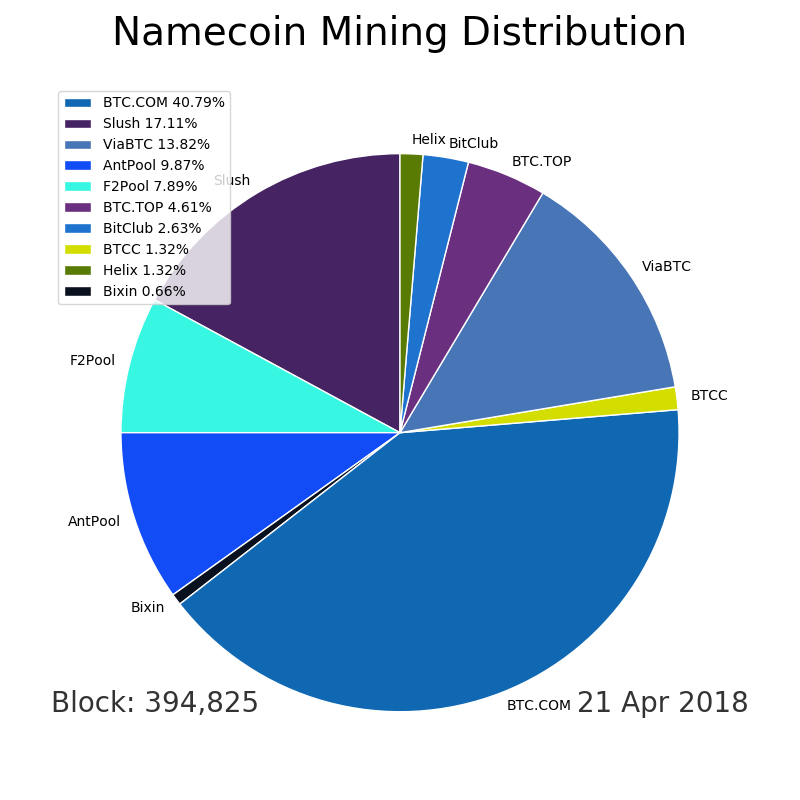 Namecoin Mining Distribution
BTC.COM 40.79%
Slush 17.11%
ViaBTC 13.82%
AntPool 9.87%
F2Pool 7.89%
BTC.TOP 4.61%
BitClub 2.63%
BTCC 1.32%
Helix 1.32%
Bixin 0.66%
Helix
BitClub
BTC.TOP
Slush
ViaBTC
F2Pool
BTCC
AntPool
Bixin
BTC.COM
Block: 394,825
21 Apr 2018